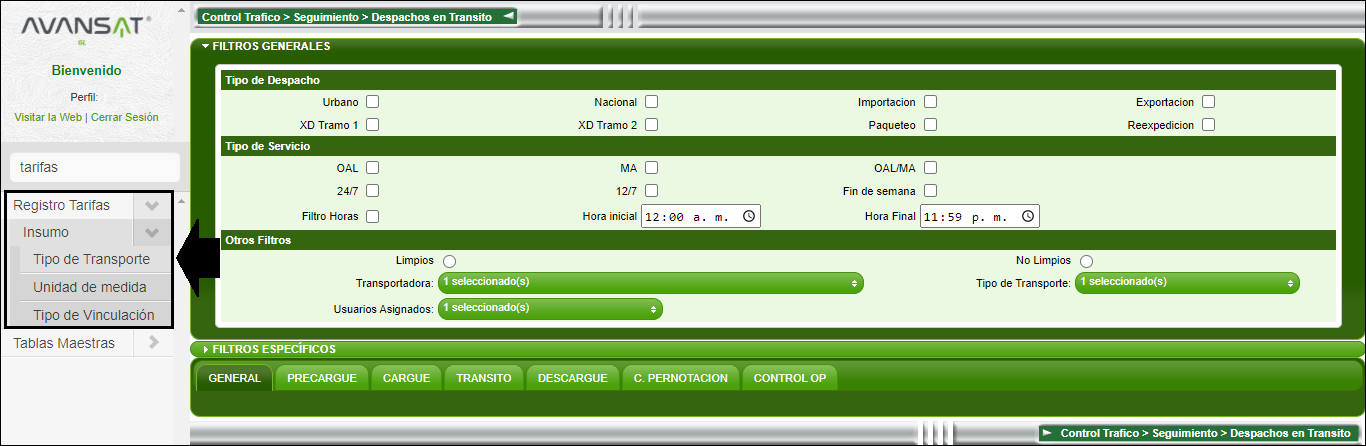 AVANSAT
GL
Bienvenido
Perfil:
Visitar la Web | Cerrar Sesión
tarifas
Registro Tarifas
Insumo
Tipo de Transporte
Unidad de medida
Tipo de Vinculación
Tablas Maestras
Control Trafico > Seguimiento > Despachos en Transito
FILTROS GENERALES
Tipo de Despacho
Urbano Nacional Importacion Exportacion
XD Tramo 1 XD Tramo 2 Paqueteo Reexpedicion
Tipo de Servicio
OAL MA OAL/MA
24/7 12/7 Fin de semana
Filtro Horas Hora inicial 12:00 a. m. Hora Final 11:59 p. m.
Otros Filtros
Limpios No Limpios
Transportadora: 1 seleccionado(s) Tipo de Transporte: 1 seleccionado(s)
Usuarios Asignados: 1 seleccionado(s)
FILTROS ESPECÍFICOS
GENERAL PRECARGUE CARGUE TRANSITO DESCARGUE C. PERNOTACION CONTROL OP
Control Trafico > Seguimiento > Despachos en Transito